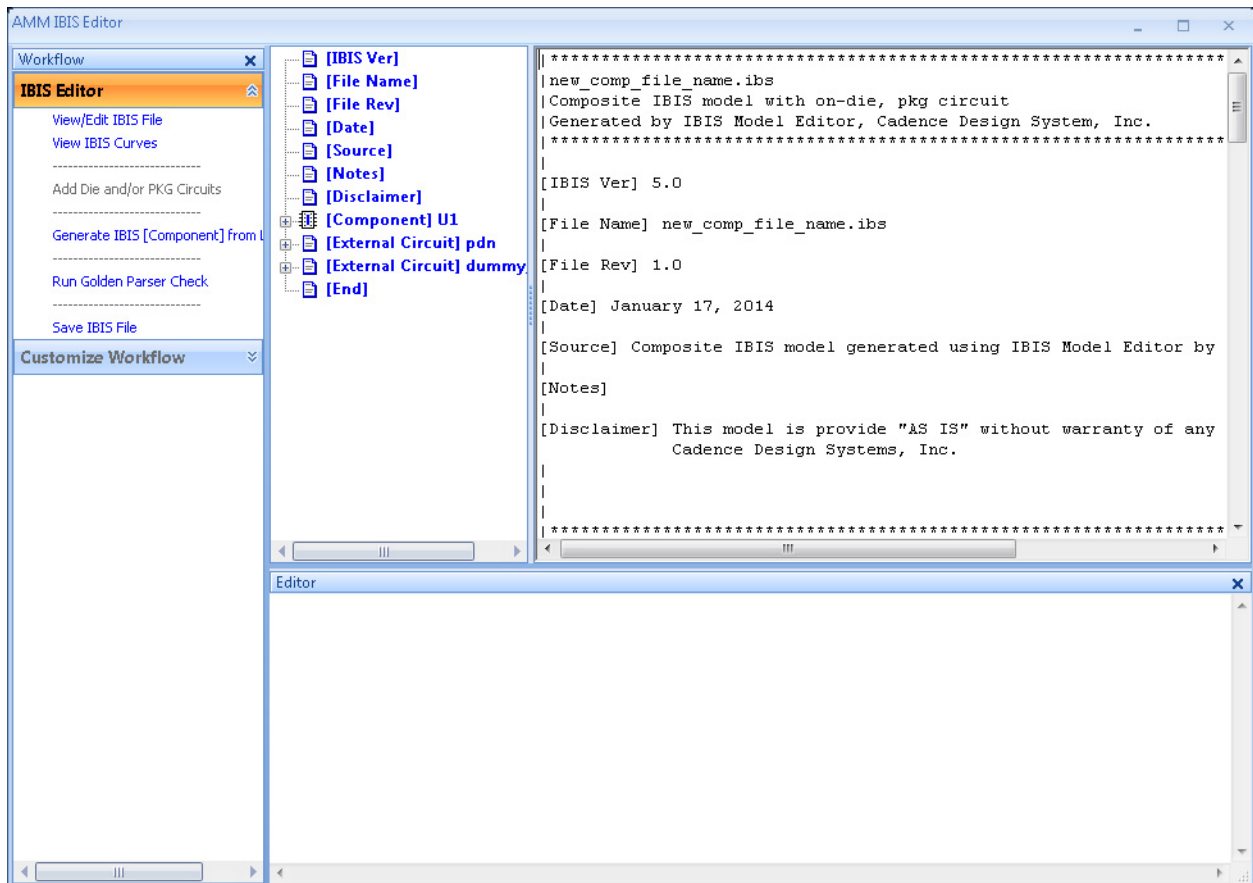 AMM IBIS Editor
Workflow
IBIS Editor
View/Edit IBIS File
View IBIS Curves
----------------------------
Add Die and/or PKG Circuits
----------------------------
Generate IBIS [Component] from L
----------------------------
Run Golden Parser Check
----------------------------
Save IBIS File
Customize Workflow
[IBIS Ver]
[File Name]
[File Rev]
[Date]
[Source]
[Notes]
[Disclaimer]
[Component] U1
[External Circuit] pdn
[External Circuit] dummy_
[End]
|******************************************************************
|new_comp_file_name.ibs
|Composite IBIS model with on-die, pkg circuit
|Generated by IBIS Model Editor, Cadence Design System, Inc.
|******************************************************************
|
[IBIS Ver] 5.0
|
[File Name] new_comp_file_name.ibs
|
[File Rev] 1.0
|
[Date] January 17, 2014
|
[Source] Composite IBIS model generated using IBIS Model Editor by
|
[Notes]
|
[Disclaimer] This model is provide "AS IS" without warranty of any
Cadence Design Systems, Inc.
|
|
|
|******************************************************************
Editor